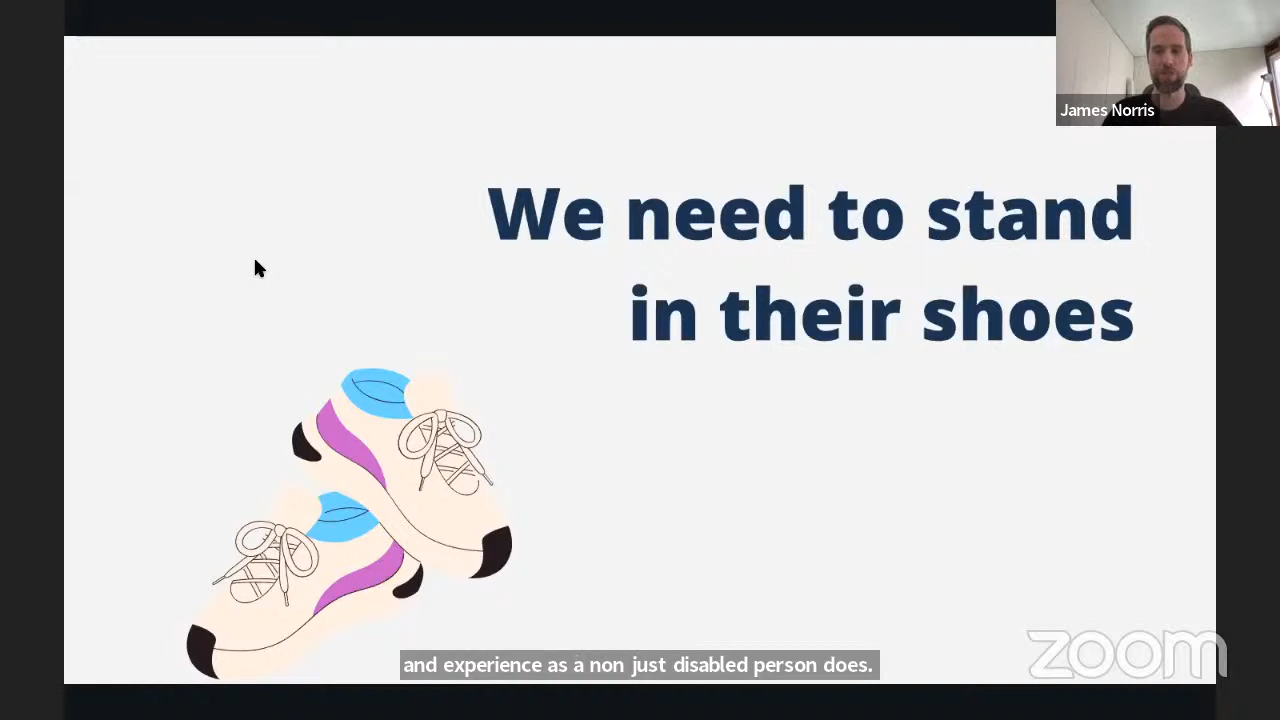 James Norris
We need to stand
in their shoes
and experience as a non just disabled person does.
zoom